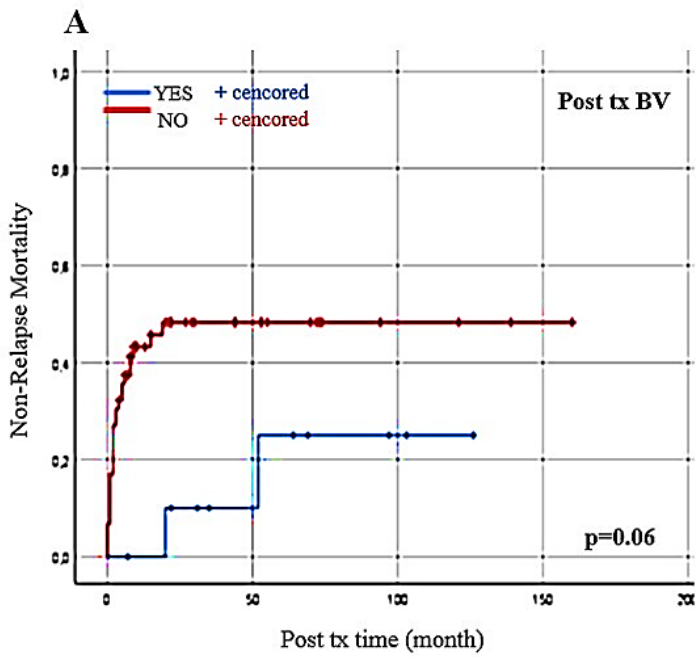 A
1,0
YES + cencored
NO + cencored
Post tx BV
0,8
0,6
0,4
0,2
0,0
p=0.06
0
50
100
150
200
Non-Relapse Mortality
Post tx time (month)